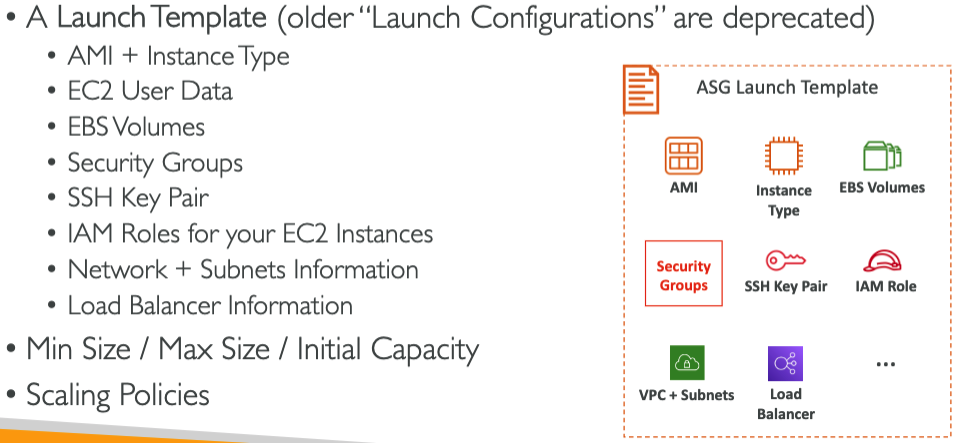 • A Launch Template (older “Launch Configurations” are deprecated)
• AMI + Instance Type
• EC2 User Data
• EBS Volumes
• Security Groups
• SSH Key Pair
• IAM Roles for your EC2 Instances
• Network + Subnets Information
• Load Balancer Information
• Min Size / Max Size / Initial Capacity
• Scaling Policies
ASG Launch Template
AMI
Instance
Type
EBS Volumes
Security
Groups
SSH Key Pair
IAM Role
VPC + Subnets
Load
Balancer
...